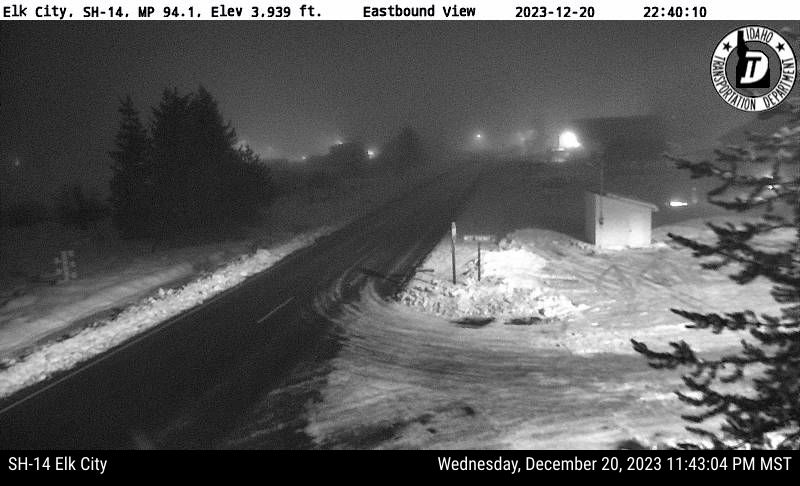 Elk City, SH-14, MP 94.1, Elev 3,939 ft. Eastbound View 2023-12-20 22:40:10
IDAHO
TRANSPORTATION DEPARTMENT
SH-14 Elk City Wednesday, December 20, 2023 11:43:04 PM MST